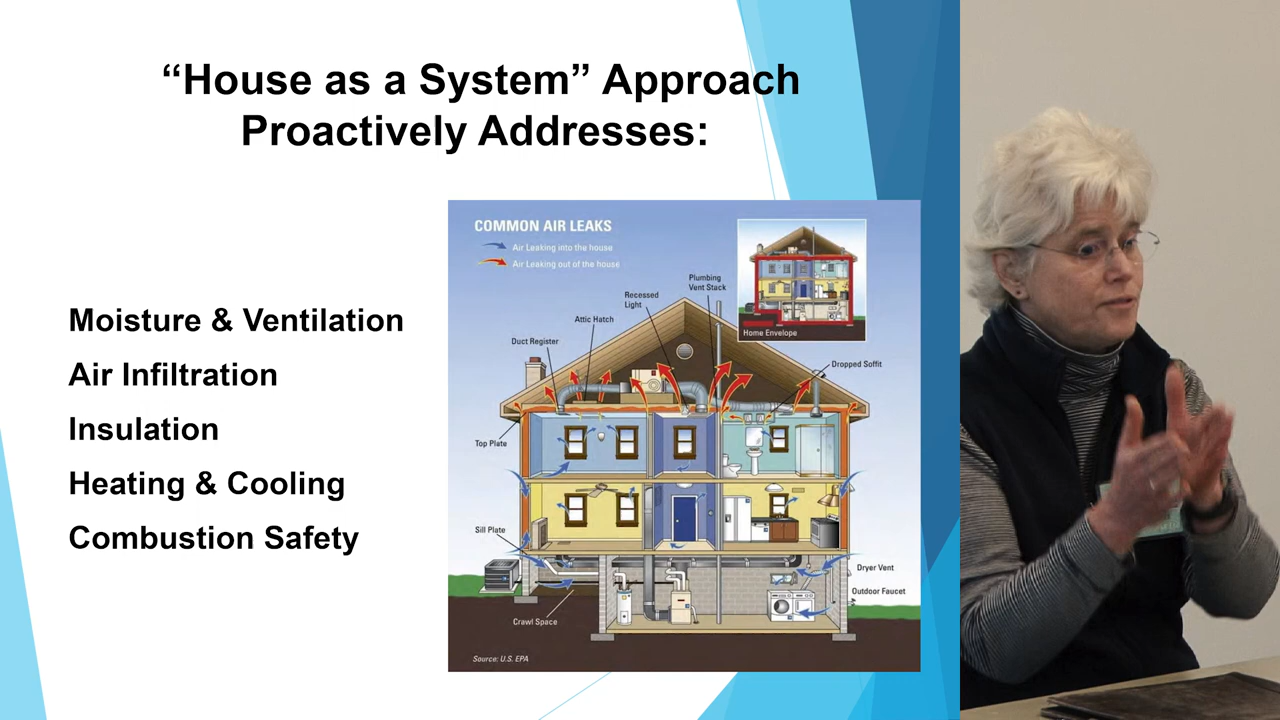 “House as a System” Approach
Proactively Addresses:
Moisture & Ventilation
Air Infiltration
Insulation
Heating & Cooling
Combustion Safety
COMMON AIR LEAKS
Air Leaking into the house
Air Leaking out of the house
Home Envelope
Plumbing
Vent Stack
Recessed
Light
Attic Hatch
Duct Register
Dropped Soffit
Top Plate
Sill Plate
Dryer Vent
Outdoor Faucet
Crawl Space
Source: U.S. EPA